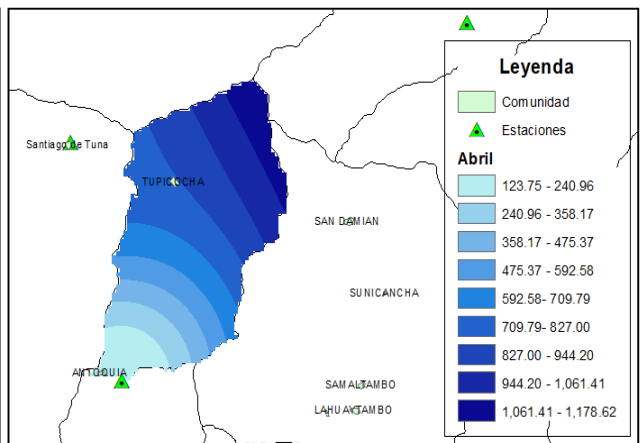 Leyenda
Comunidad
Estaciones
Abril
123.75 - 240.96
240.96 - 358.17
358.17 - 475.37
475.37 - 592.58
592.58- 709.79
709.79- 827.00
827.00 - 944.20
944.20 - 1,061.41
1,061.41 - 1,178.62
Santiago de Tuna
TUPICOCHA
SAN DAMIAN
SUNICANCHA
ANTIOQUIA
SAMALTAMBO
LAHUAYTAMBO